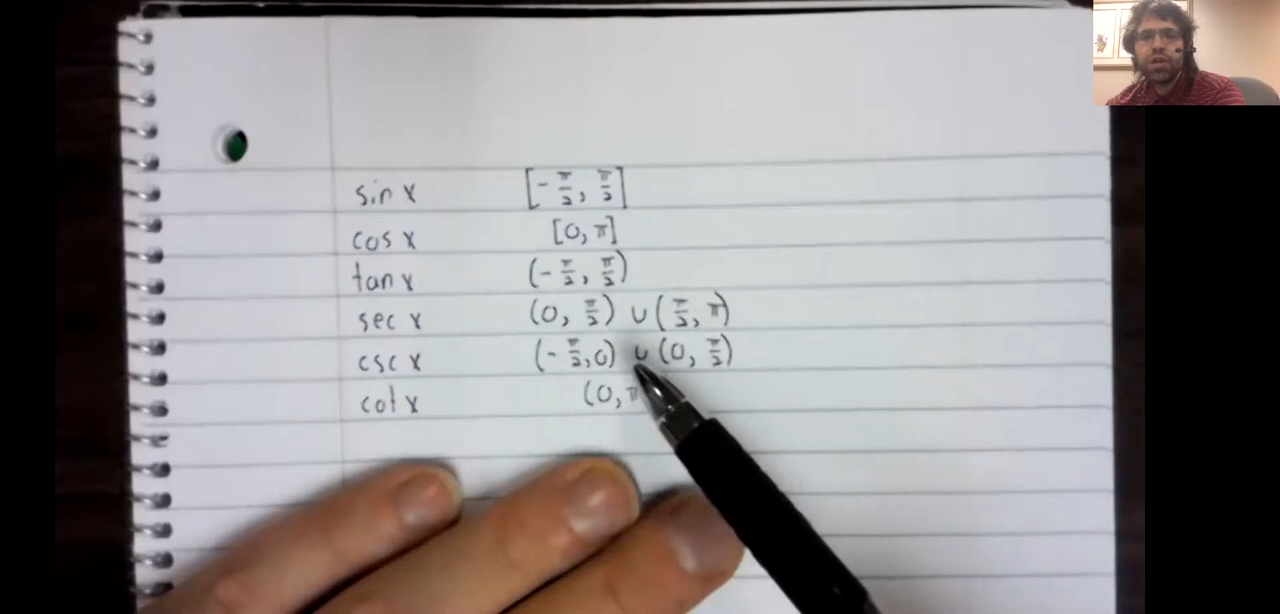 sin x [-π/2, π/2]
cos x [0, π]
tan x (-π/2, π/2)
sec x (0, π/2) ∪ (π/2, π)
csc x (-π/2, 0) ∪ (0, π/2)
cot x (0, π